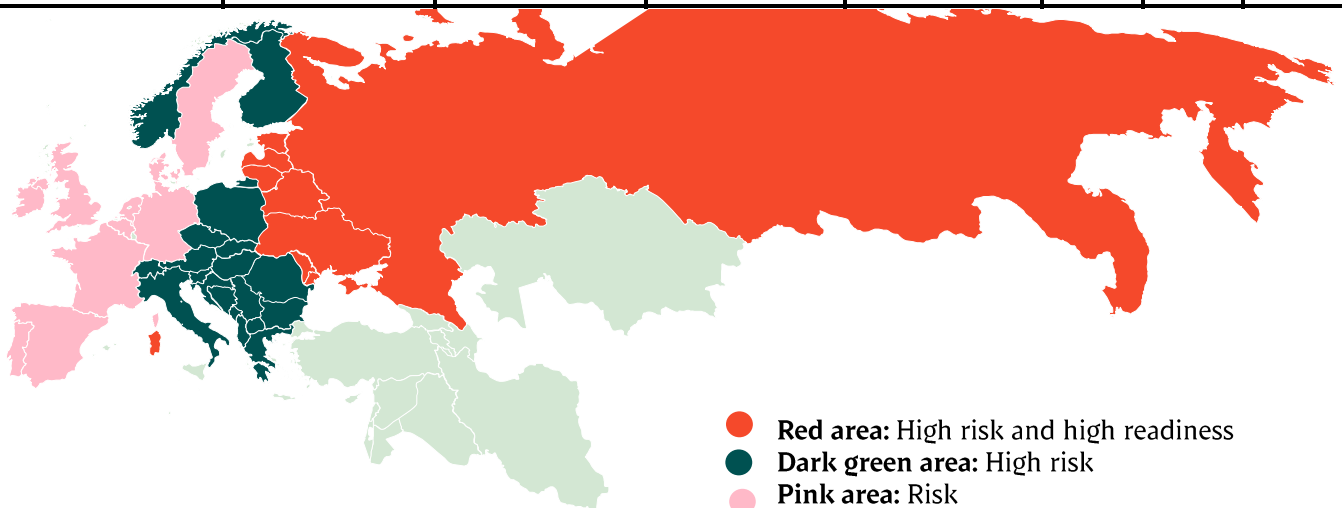 Red area: High risk and high readiness
Dark green area: High risk
Pink area: Risk